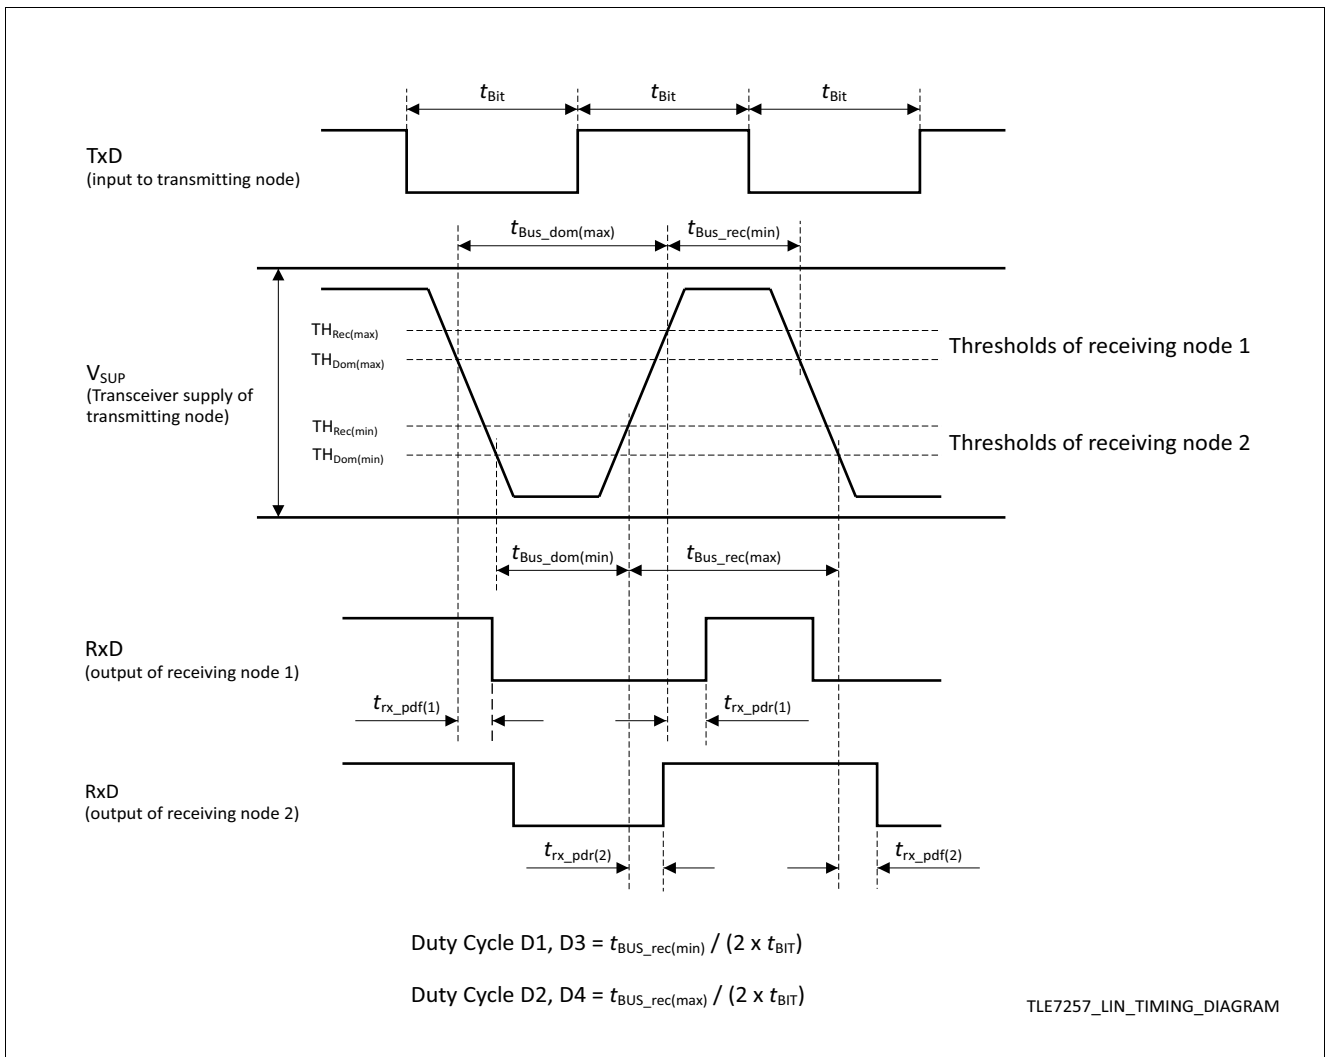 tBit tBit tBit
TxD
(input to transmitting node)
tBus_dom(max) tBus_rec(min)
THRec(max)
THDom(max)
Thresholds of receiving node 1
VSUP
(Transceiver supply of
transmitting node)
THRec(min)
THDom(min)
Thresholds of receiving node 2
tBus_dom(min) tBus_rec(max)
RxD
(output of receiving node 1)
trx_pdf(1) trx_pdr(1)
RxD
(output of receiving node 2)
trx_pdr(2) trx_pdf(2)
Duty Cycle D1, D3 = tBUS_rec(min) / (2 x tBIT)
Duty Cycle D2, D4 = tBUS_rec(max) / (2 x tBIT)
TLE7257_LIN_TIMING_DIAGRAM